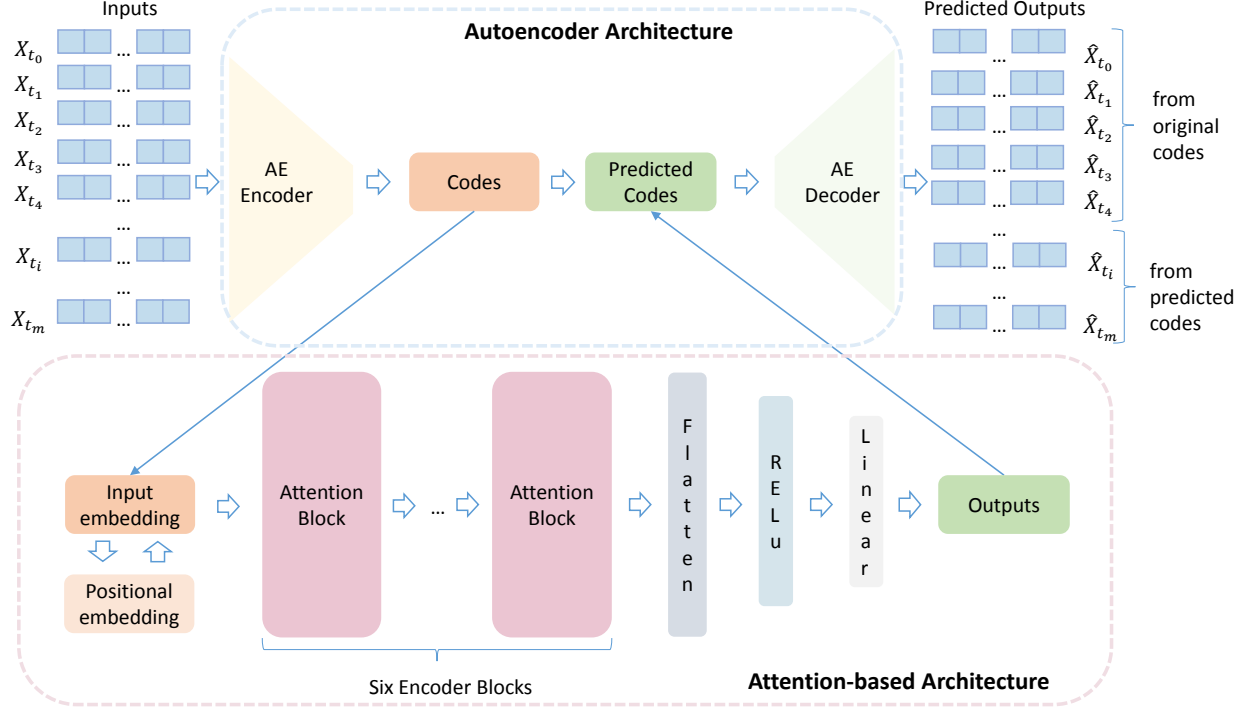 Inputs
Autoencoder Architecture
Predicted Outputs
X_{t_0} ...
X_{t_1} ...
X_{t_2} ...
X_{t_3} ...
X_{t_4} ...
...
X_{t_i} ...
...
X_{t_m} ...
AE
Encoder
Codes
Predicted
Codes
AE
Decoder
... X̂_{t_0}
... X̂_{t_1}
... X̂_{t_2}
... X̂_{t_3}
... X̂_{t_4}
...
... X̂_{t_i}
...
... X̂_{t_m}
from
original
codes
from
predicted
codes
Input
embedding
Positional
embedding
Attention
Block
...
Attention
Block
Flatten
RELu
Linear
Outputs
Six Encoder Blocks
Attention-based Architecture